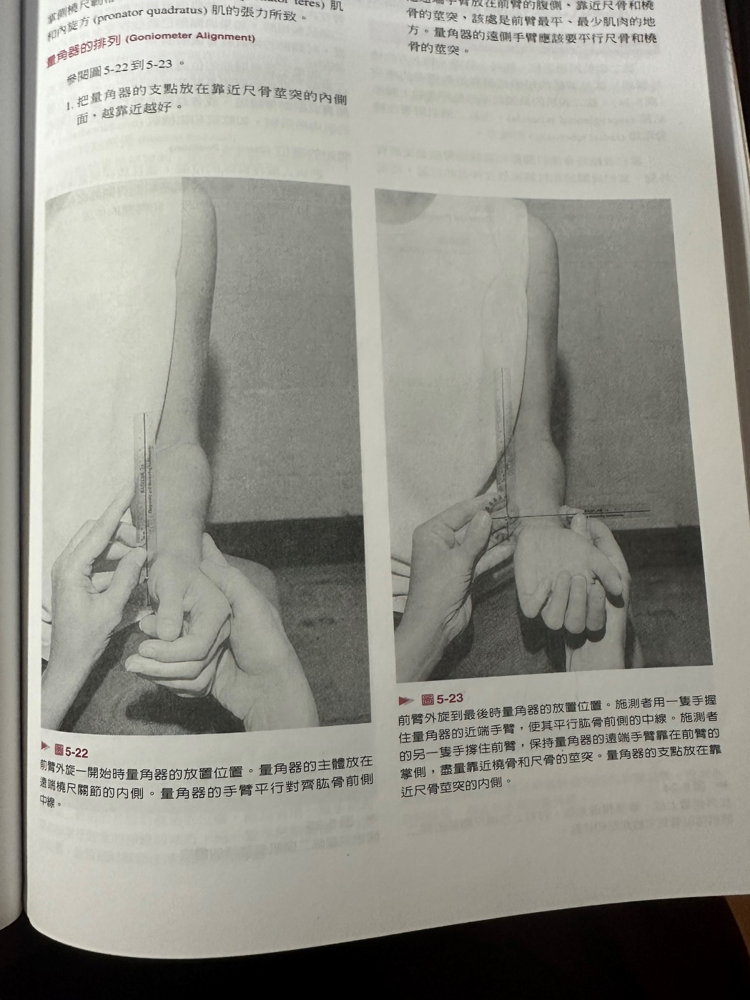 和內旋方 (pronator quadratus) 肌的張力所致。
量角器的排列 (Goniometer Alignment)
參閱圖 5-22 到 5-23 。
1. 把量角器的支點放在靠近尺骨莖突的內側
面，越靠近越好。
手臂放在前臂的腹側、靠近尺骨和橈
骨的莖突，該處是前臂最平、最少肌肉的地
方。量角器的遠側手臂應該要平行尺骨和橈
骨的莖突。
圖 5-22
前臂外旋一開始時量角器的放置位置。量角器的主體放在
遠端橈尺關節的內側。量角器的手臂平行對齊肱骨前側
中線。
圖 5-23
前臂外旋到最後時量角器的放置位置。施測者用一隻手握
住量角器的近端手臂，使其平行肱骨前側的中線。施測者
的另一隻手撐住前臂，保持量角器的遠端手臂靠在前臂的
掌側，盡量靠近橈骨和尺骨的莖突。量角器的支點放在靠
近尺骨莖突的內側。